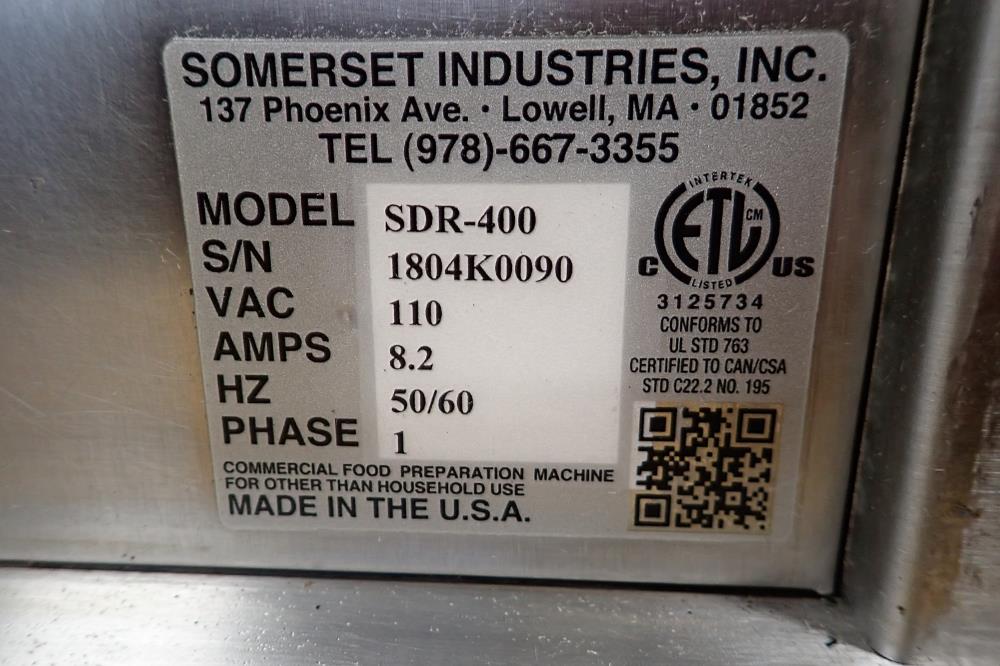 SOMERSET INDUSTRIES, INC.
137 Phoenix Ave. · Lowell, MA · 01852
TEL (978)-667-3355
MODEL SDR-400
S/N 1804K0090
VAC 110
AMPS 8.2
HZ 50/60
PHASE 1
INTERTEK
ETL CM
C US
LISTED
3125734
CONFORMS TO
UL STD 763
CERTIFIED TO CAN/CSA
STD C22.2 NO. 195
COMMERCIAL FOOD PREPARATION MACHINE
FOR OTHER THAN HOUSEHOLD USE
MADE IN THE U.S.A.